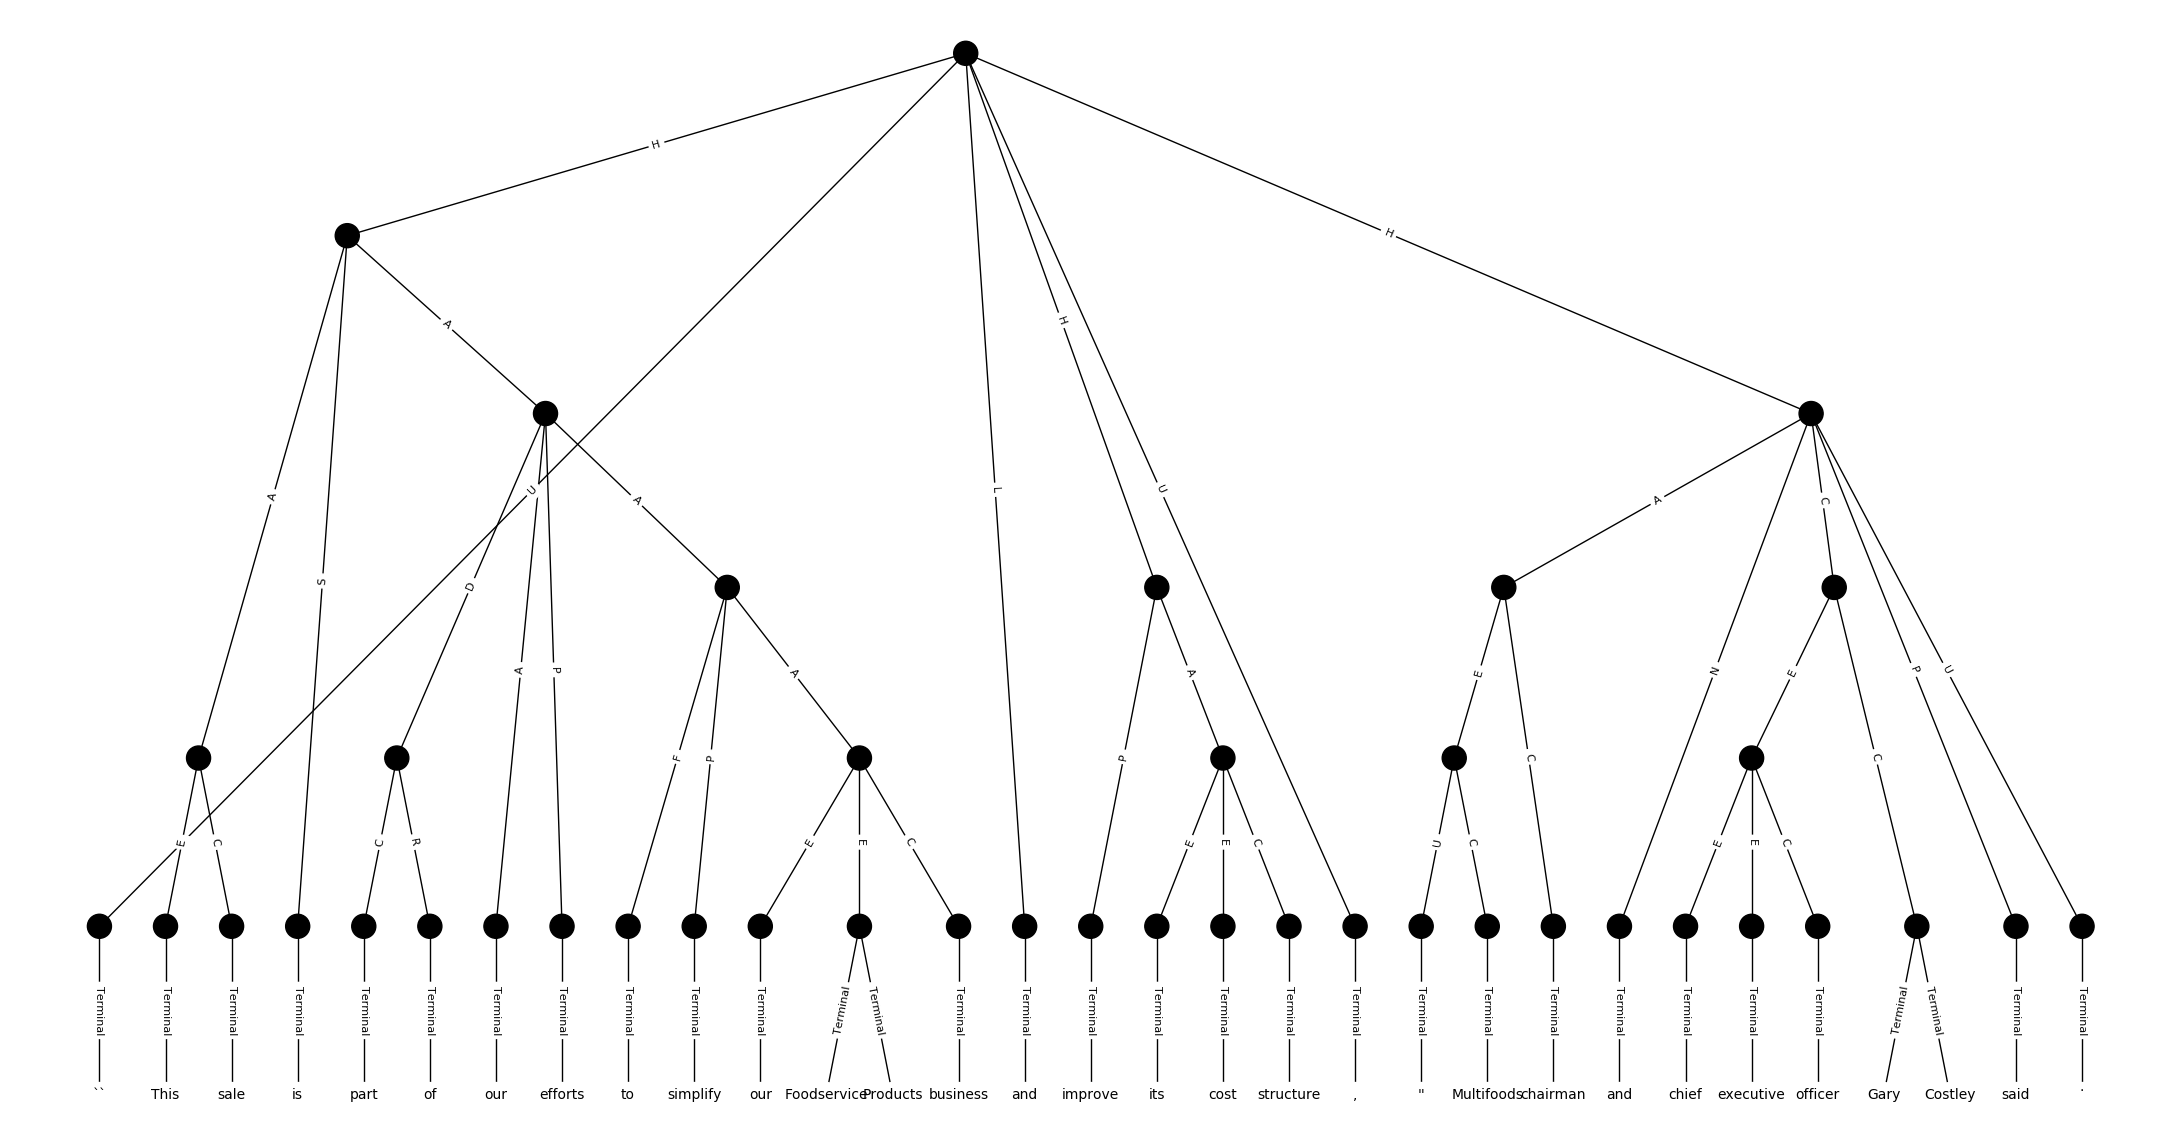 H
H
A
H
A
L
U
U
A
A
C
S
D
A
P
A
E
A
N
E
P
U
F
P
P
C
C
E
C
C
R
E
E
C
E
E
C
U
C
E
E
C
Terminal Terminal Terminal Terminal Terminal Terminal Terminal Terminal Terminal Terminal Terminal Terminal Terminal Terminal Terminal Terminal Terminal Terminal Terminal Terminal Terminal Terminal Terminal Terminal Terminal Terminal Terminal Terminal Terminal Terminal Terminal
`` This sale is part of our efforts to simplify our Foodservice Products business and improve its cost structure , " Multifoods chairman and chief executive officer Gary Costley said .